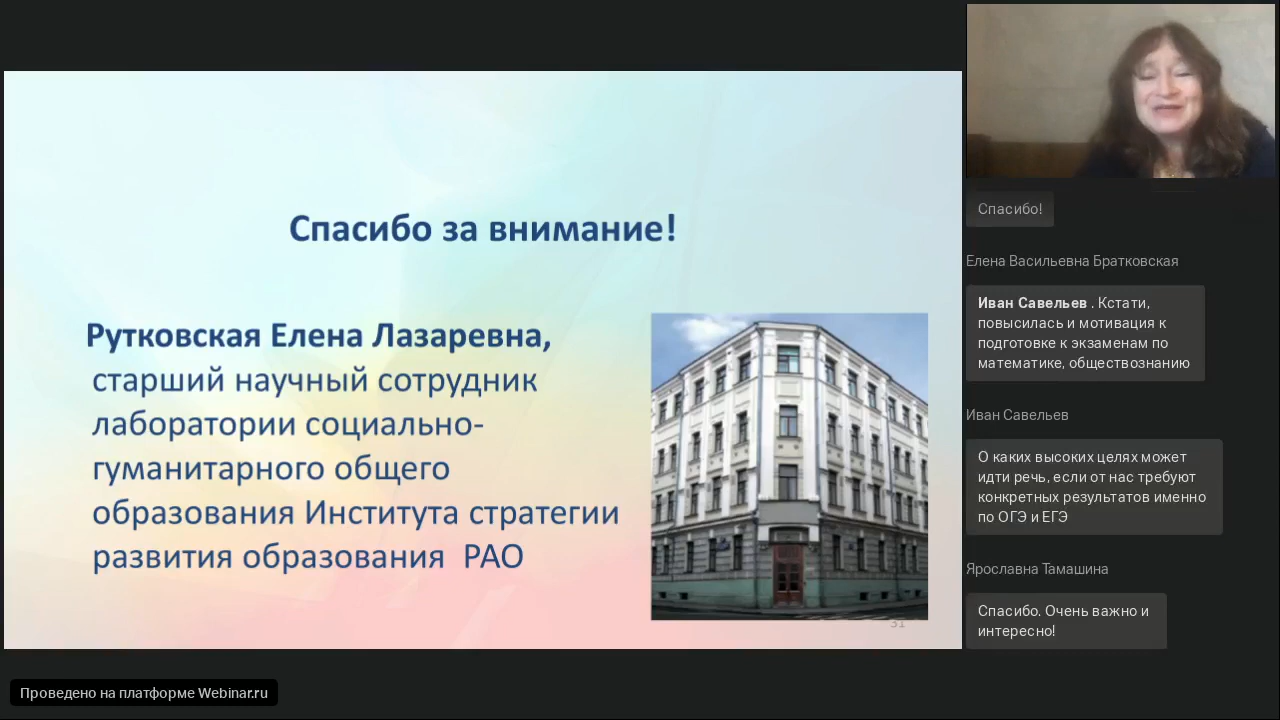 Спасибо за внимание!
Рутковская Елена Лазаревна,
старший научный сотрудник
лаборатории социально-
гуманитарного общего
образования Института стратегии
развития образования РАО
31
Спасибо!
Елена Васильевна Братковская
Иван Савельев . Кстати,
повысилась и мотивация к
подготовке к экзаменам по
математике, обществознанию
Иван Савельев
О каких высоких целях может
идти речь, если от нас требуют
конкретных результатов именно
по ОГЭ и ЕГЭ
Ярославна Тамашина
Спасибо. Очень важно и
интересно!
Проведено на платформе Webinar.ru